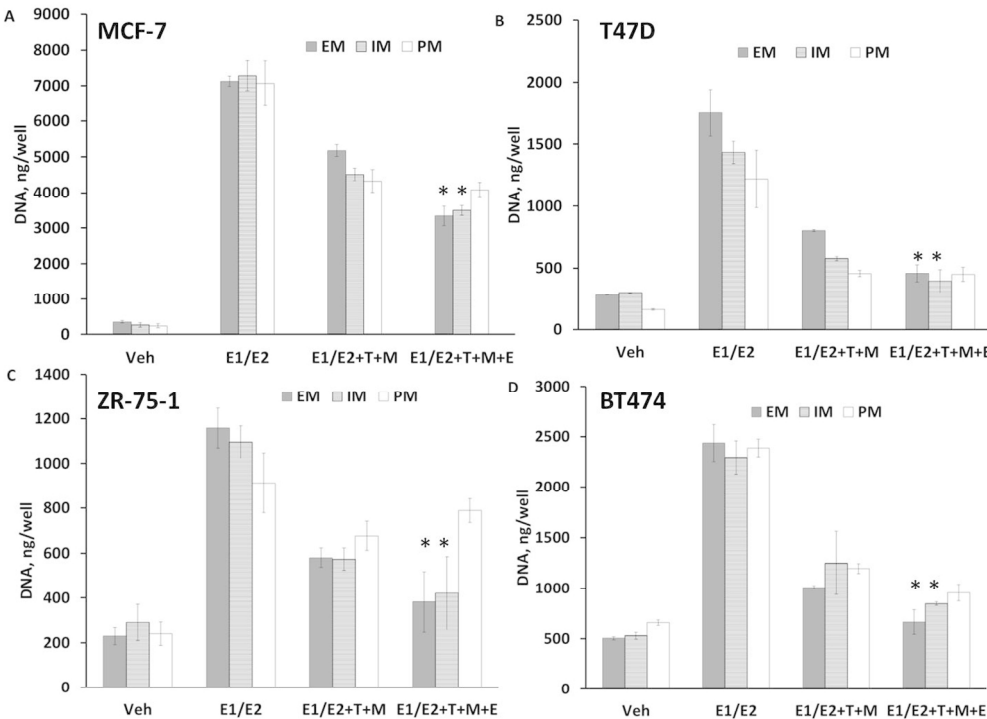 A
MCF-7
EM IM PM
DNA, ng/well
9000
8000
7000
6000
5000
4000
3000
2000
1000
0
* *
Veh E1/E2 E1/E2+T+M E1/E2+T+M+E
B
T47D
EM IM PM
DNA, ng/well
2500
2000
1500
1000
500
0
* *
Veh E1/E2 E1/E2+T+M E1/E2+T+M+E
C
ZR-75-1
EM IM PM
DNA, ng/well
1400
1200
1000
800
600
400
200
0
* *
Veh E1/E2 E1/E2+T+M E1/E2+T+M+E
D
BT474
EM IM PM
DNA, ng/well
3000
2500
2000
1500
1000
500
0
* *
Veh E1/E2 E1/E2+T+M E1/E2+T+M+E